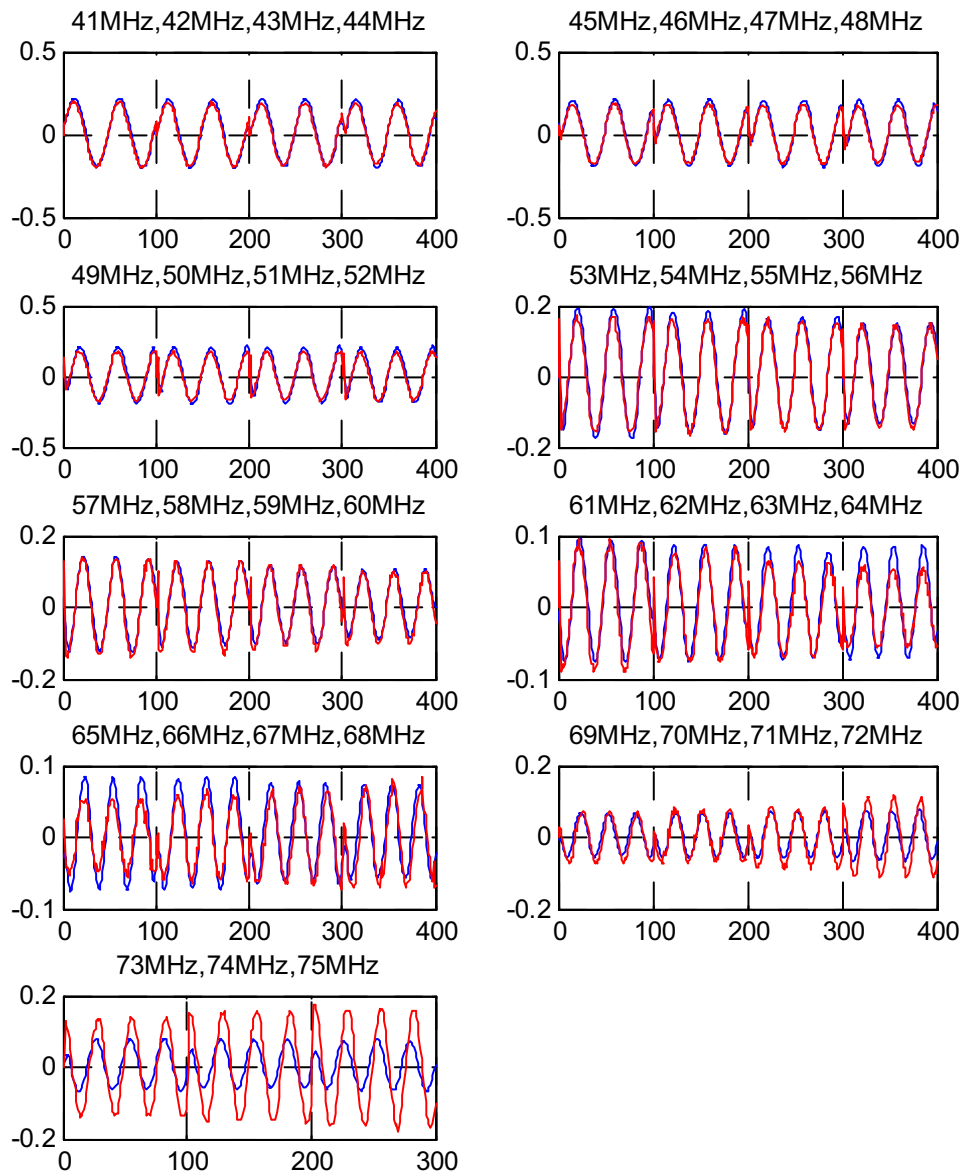 41MHz,42MHz,43MHz,44MHz
0.5
0
-0.5
0 100 200 300 400
45MHz,46MHz,47MHz,48MHz
0.5
0
-0.5
0 100 200 300 400
49MHz,50MHz,51MHz,52MHz
0.5
0
-0.5
0 100 200 300 400
53MHz,54MHz,55MHz,56MHz
0.2
0
-0.2
0 100 200 300 400
57MHz,58MHz,59MHz,60MHz
0.2
0
-0.2
0 100 200 300 400
61MHz,62MHz,63MHz,64MHz
0.1
0
-0.1
0 100 200 300 400
65MHz,66MHz,67MHz,68MHz
0.1
0
-0.1
0 100 200 300 400
69MHz,70MHz,71MHz,72MHz
0.2
0
-0.2
0 100 200 300 400
73MHz,74MHz,75MHz
0.2
0
-0.2
0 100 200 300